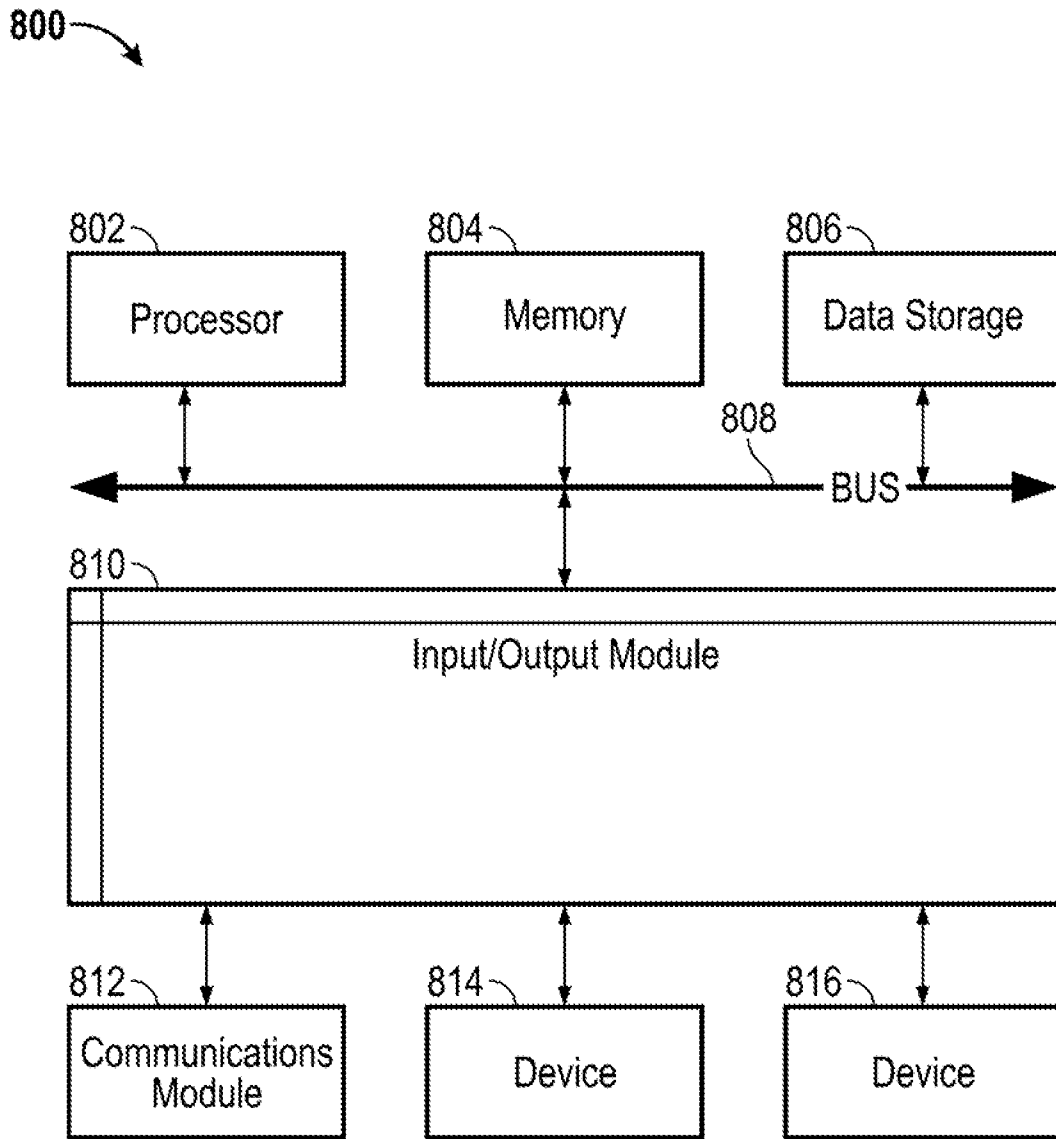 800
802
804
806
Processor
Memory
Data Storage
808
BUS
810
Input/Output Module
812
814
816
Communications
Module
Device
Device